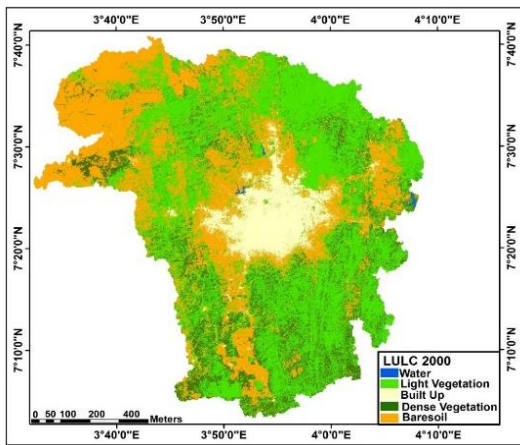 3°40'0"E 3°50'0"E 4°0'0"E 4°10'0"E
7°40'0"N 7°40'0"N
7°30'0"N 7°30'0"N
7°20'0"N 7°20'0"N
7°10'0"N 7°10'0"N
LULC 2000
Water
Light Vegetation
Built Up
Dense Vegetation
Baresoil
0 50 100 200 400
Meters
3°40'0"E 3°50'0"E 4°0'0"E 4°10'0"E